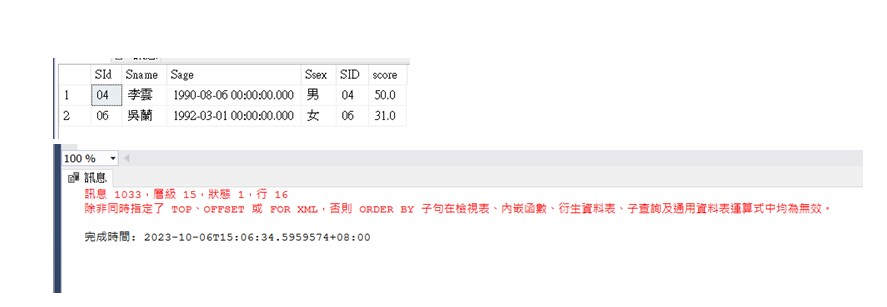 SId Sname Sage Ssex SID score
1 04 李雲 1990-08-06 00:00:00.000 男 04 50.0
2 06 吳蘭 1992-03-01 00:00:00.000 女 06 31.0
100 %
訊息
訊息 1033，層級 15，狀態 1，行 16
除非同時指定了 TOP、OFFSET 或 FOR XML，否則 ORDER BY 子句在檢視表、內嵌函數、衍生資料表、子查詢及通用資料表運算式中均為無效。
完成時間: 2023-10-06T15:06:34.5959574+08:00